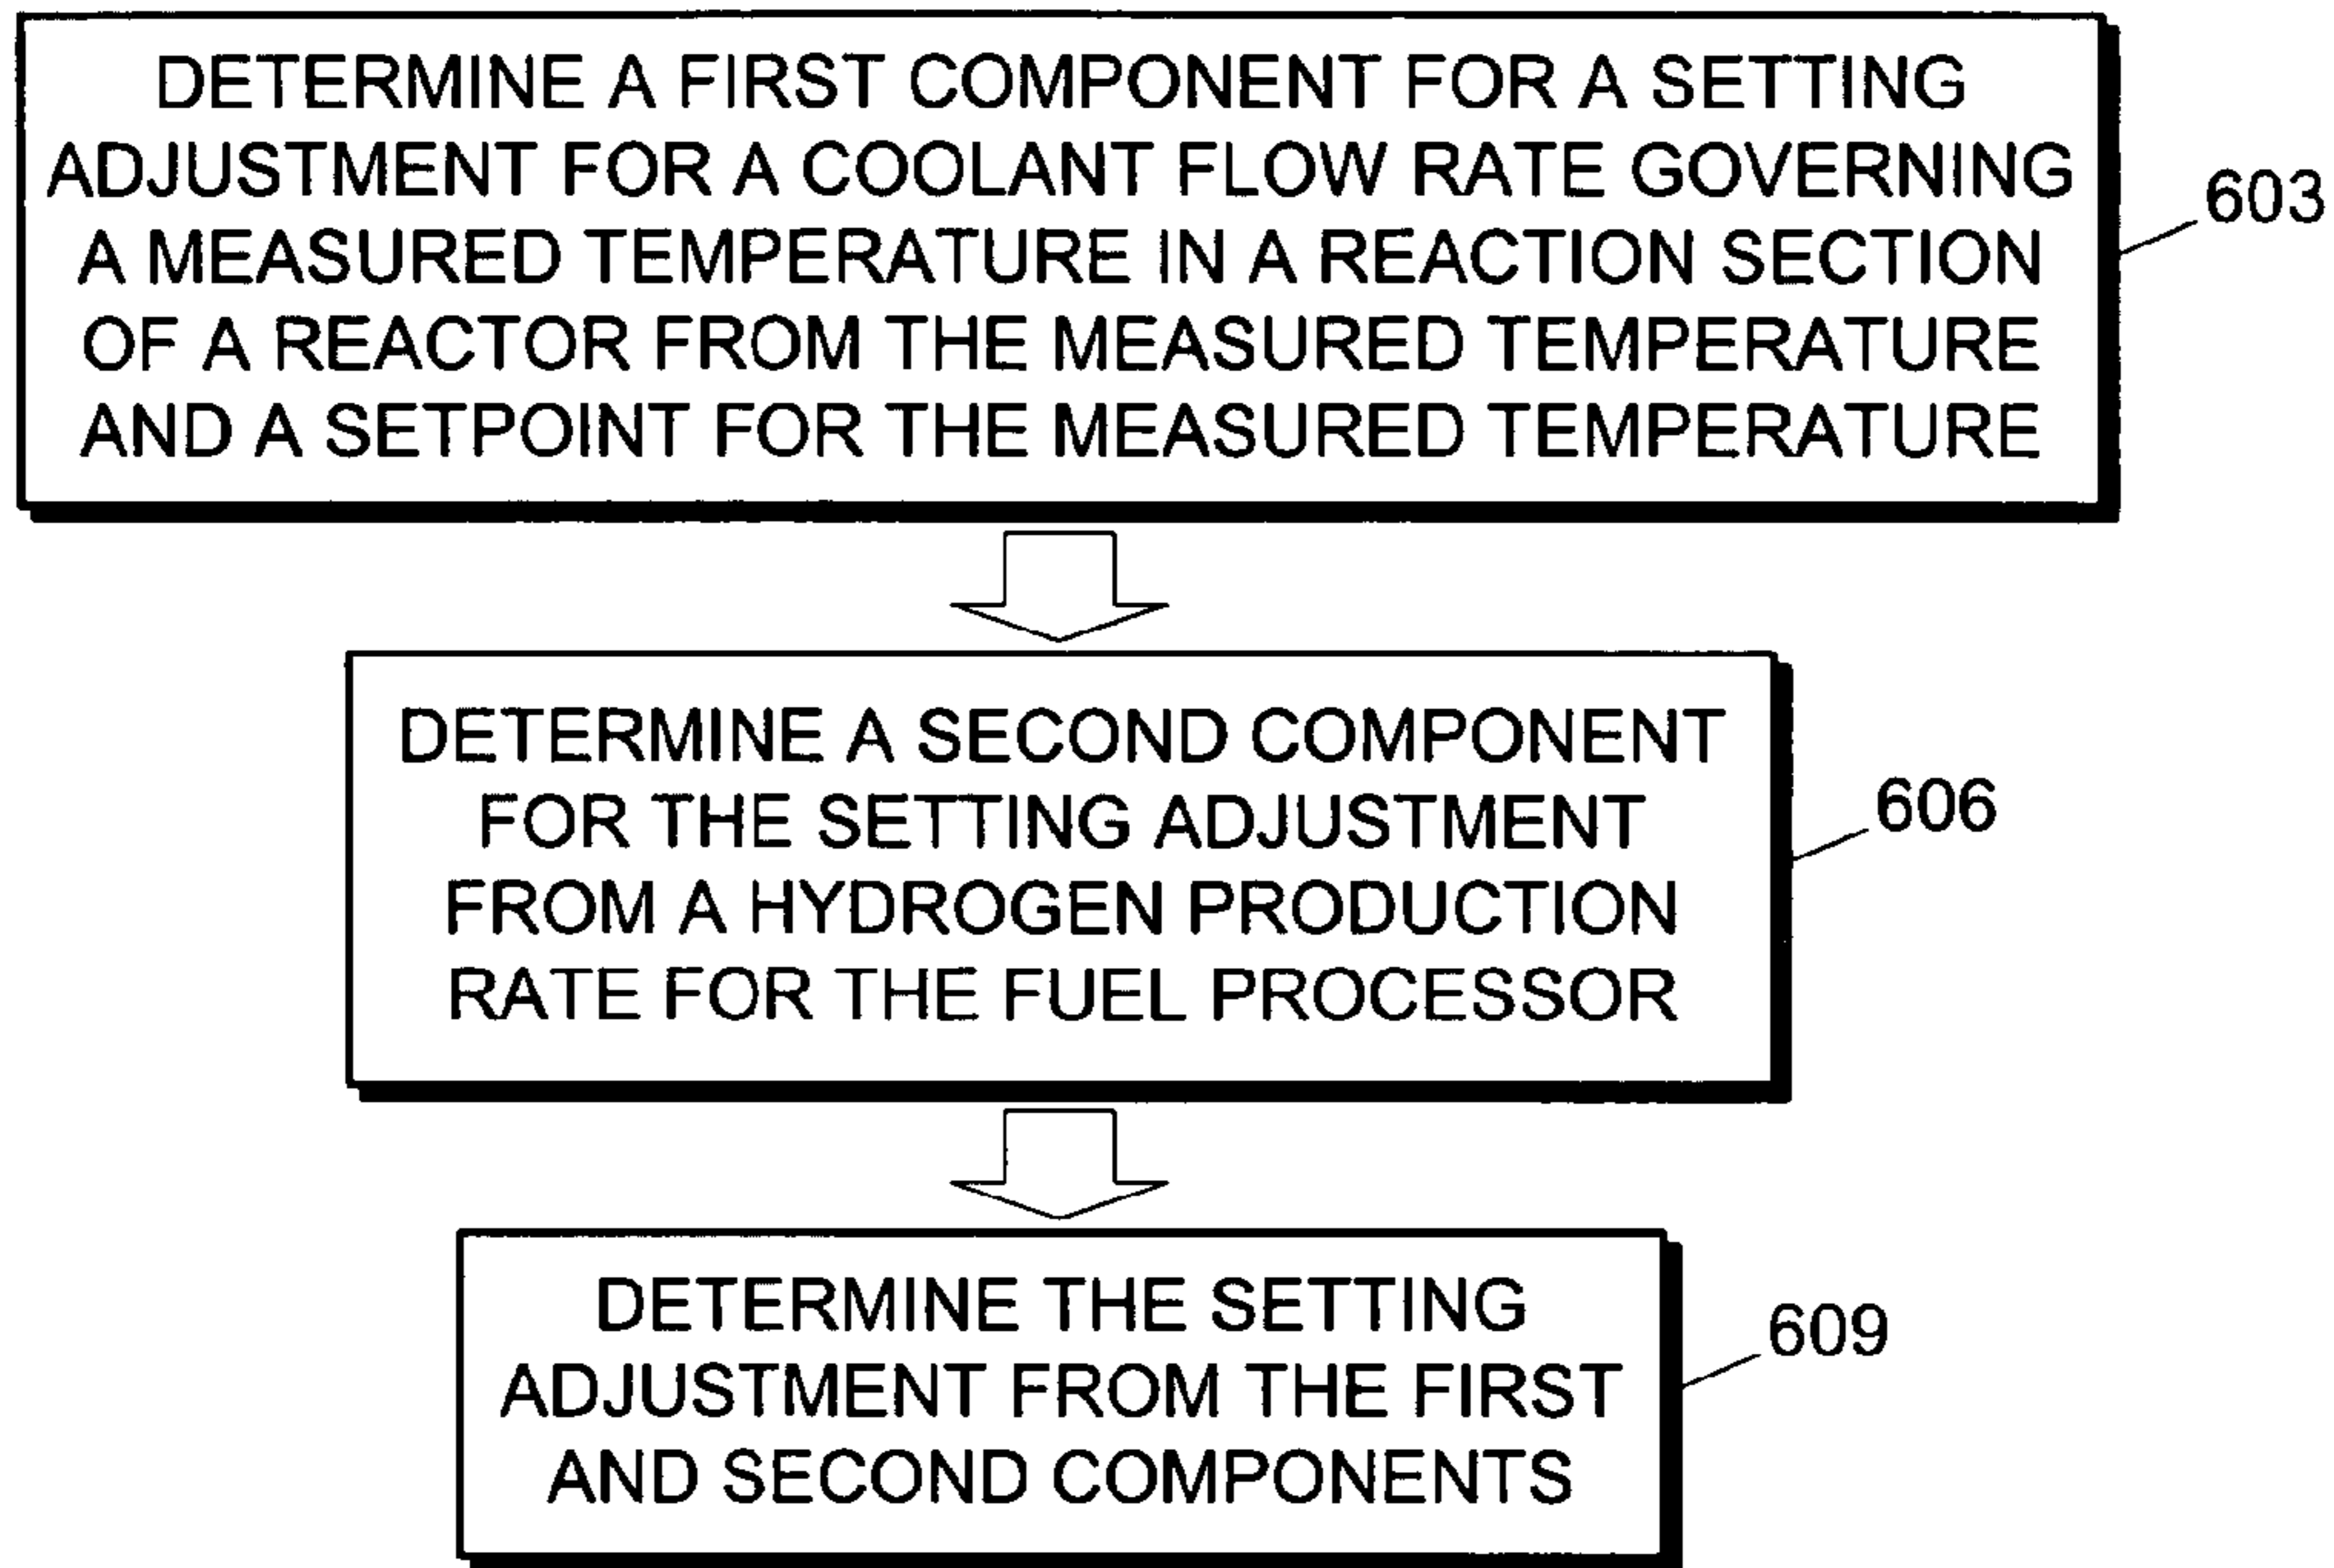 DETERMINE A FIRST COMPONENT FOR A SETTING
ADJUSTMENT FOR A COOLANT FLOW RATE GOVERNING
A MEASURED TEMPERATURE IN A REACTION SECTION
OF A REACTOR FROM THE MEASURED TEMPERATURE
AND A SETPOINT FOR THE MEASURED TEMPERATURE
603
DETERMINE A SECOND COMPONENT
FOR THE SETTING ADJUSTMENT
FROM A HYDROGEN PRODUCTION
RATE FOR THE FUEL PROCESSOR
606
DETERMINE THE SETTING
ADJUSTMENT FROM THE FIRST
AND SECOND COMPONENTS
609